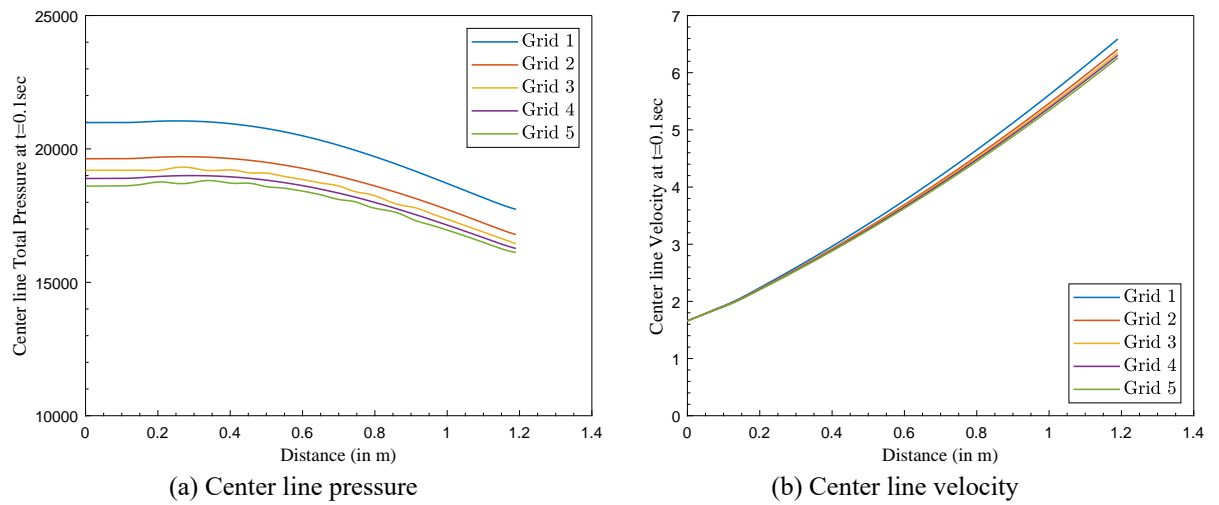 25000
20000
15000
10000
Center line Total Pressure at t=0.1sec
Grid 1
Grid 2
Grid 3
Grid 4
Grid 5
0 0.2 0.4 0.6 0.8 1 1.2 1.4
Distance (in m)
(a) Center line pressure
7
6
5
4
3
2
1
0
Center line Velocity at t=0.1sec
Grid 1
Grid 2
Grid 3
Grid 4
Grid 5
0 0.2 0.4 0.6 0.8 1 1.2 1.4
Distance (in m)
(b) Center line velocity